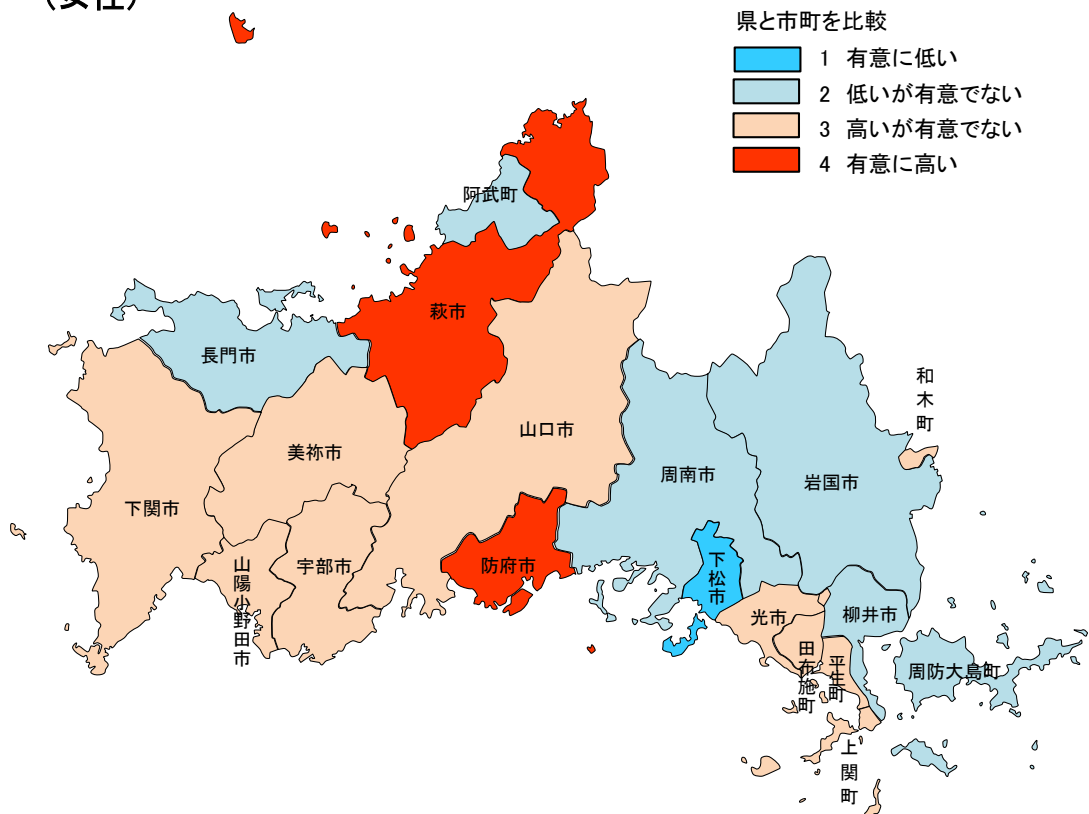 (女性)
県と市町を比較
1 有意に低い
2 低いが有意でない
3 高いが有意でない
4 有意に高い
阿武町
萩市
長門市
和木町
山口市
美祢市
周南市
岩国市
下関市
宇部市
防府市
下松市
山陽小野田市
光市
柳井市
田布施町
平生町
周防大島町
上関町